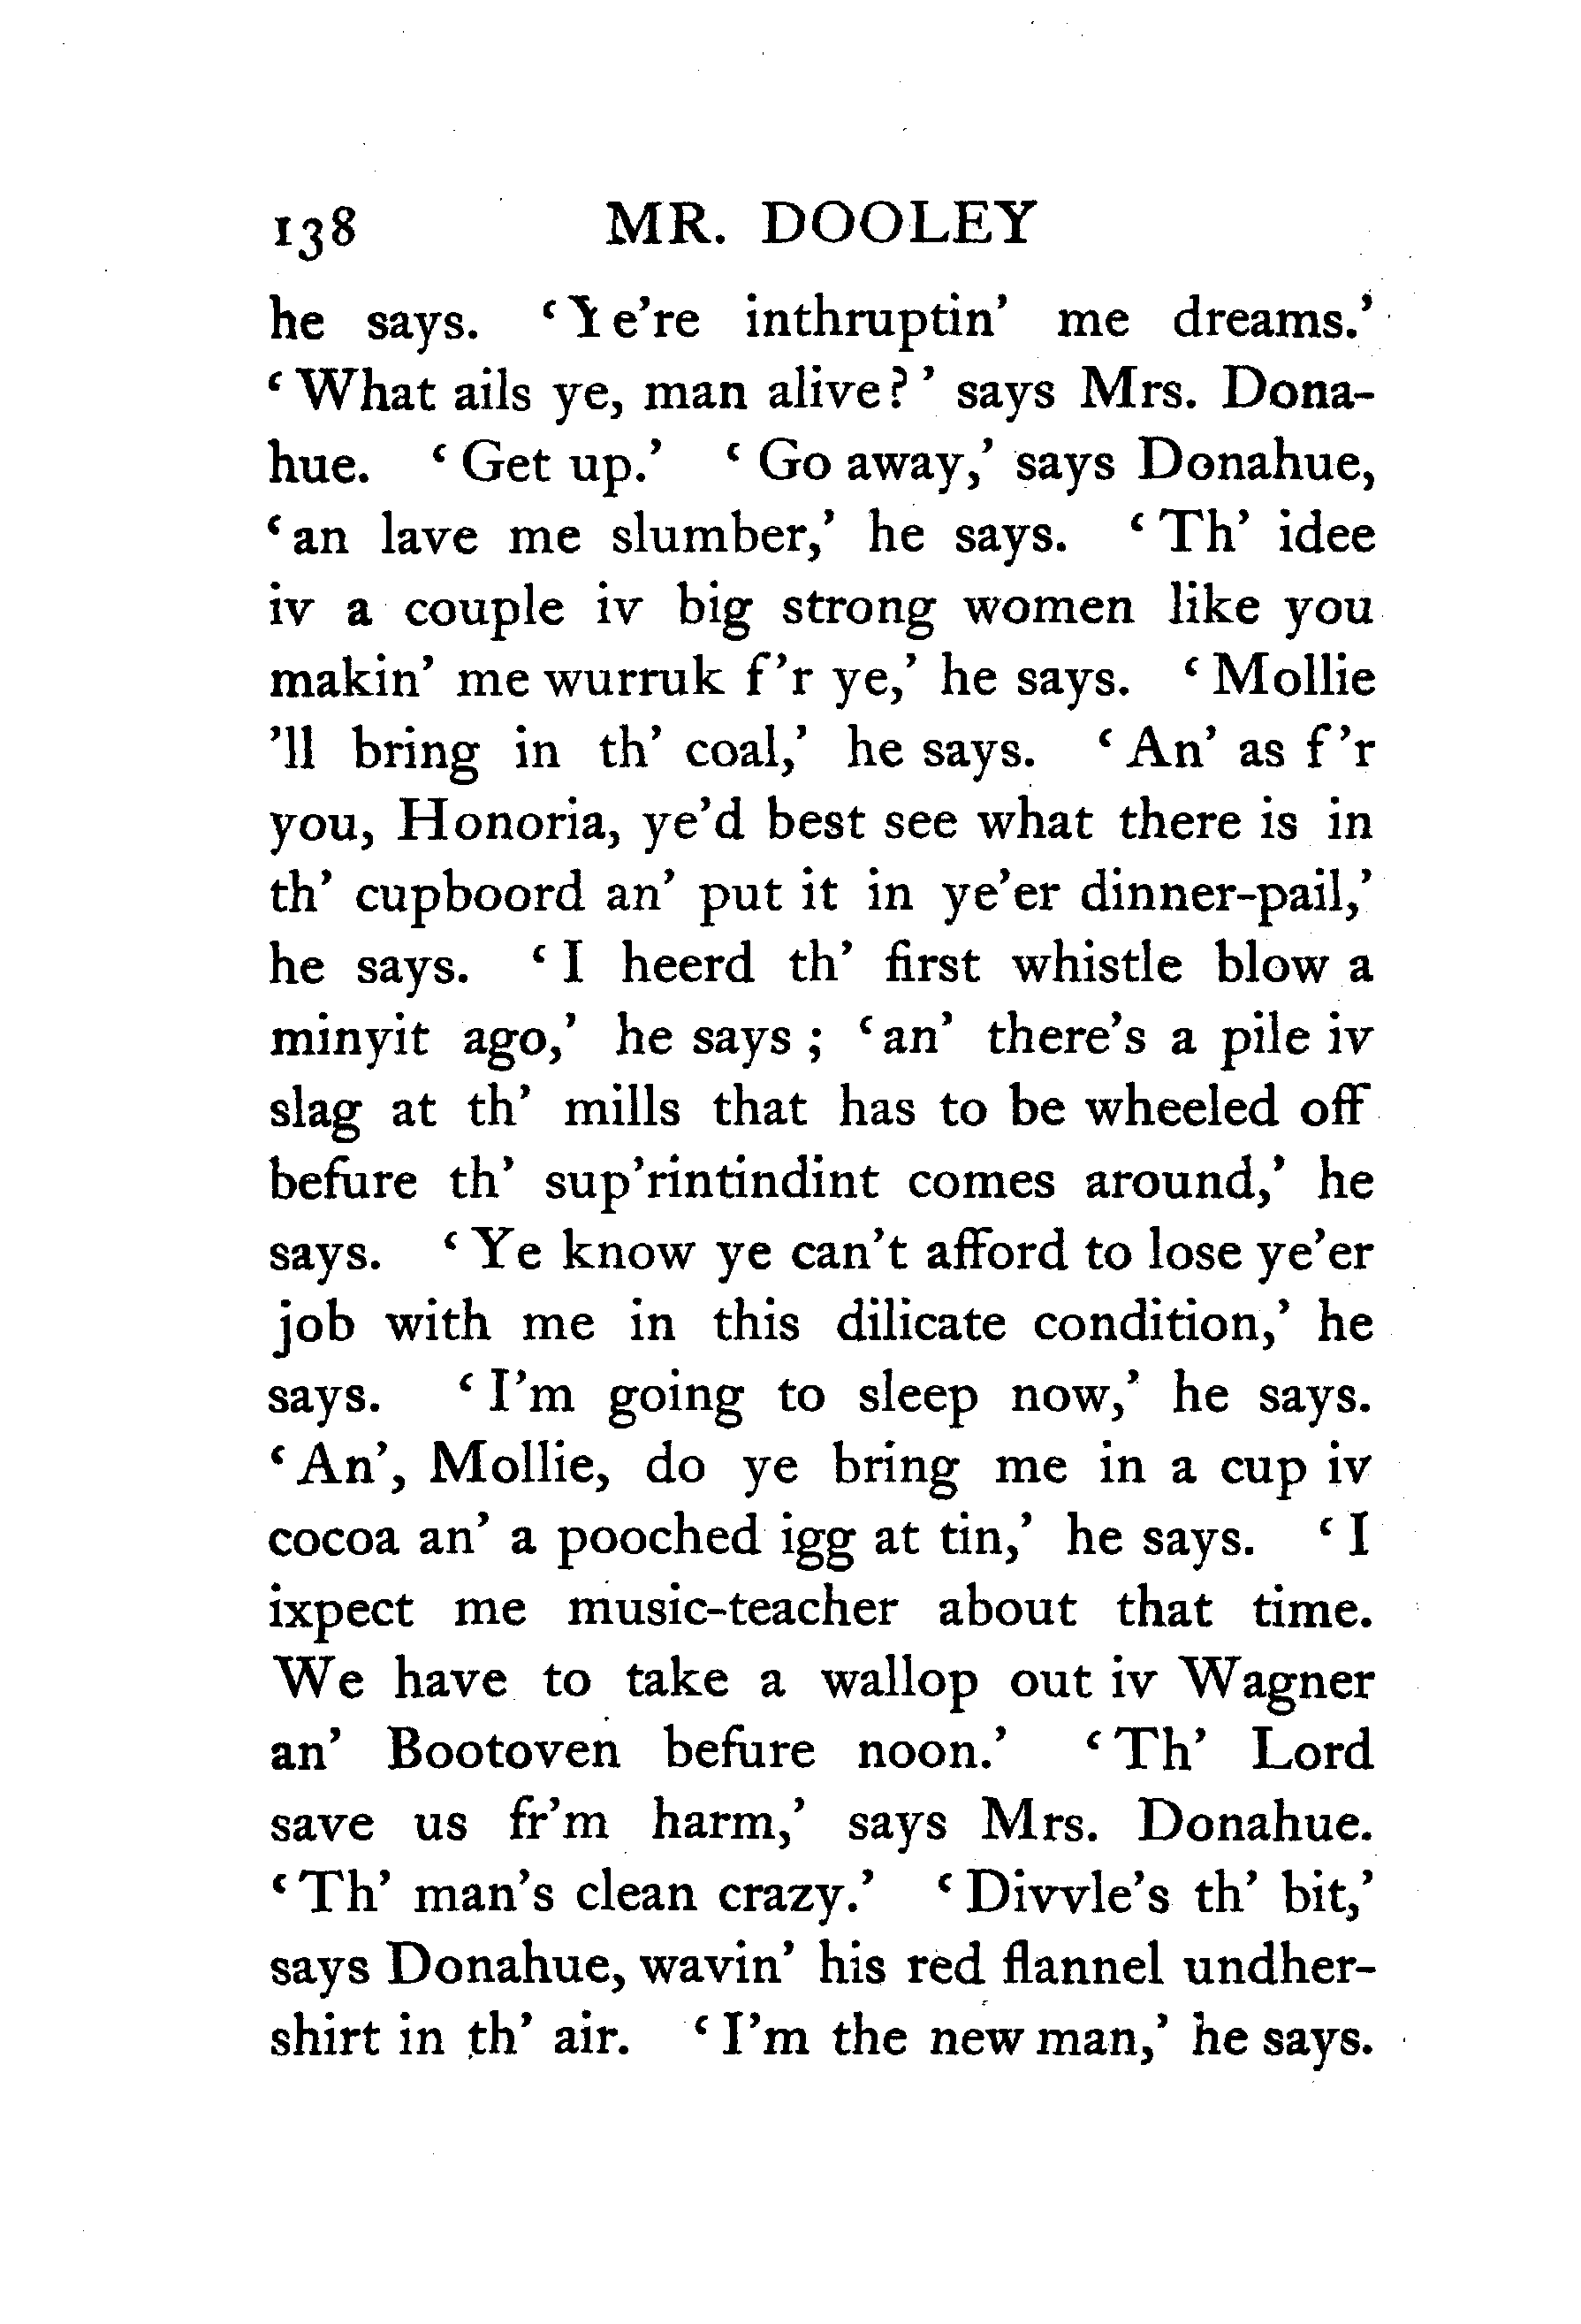 138 MR. DOOLEY
he says. ‘Ye’re inthruptin’ me dreams.’
‘What ails ye, man alive?’ says Mrs. Dona-
hue. ‘Get up.’ ‘Go away,’ says Donahue,
‘an lave me slumber,’ he says. ‘Th’ idee
iv a couple iv big strong women like you
makin’ me wurruk f’r ye,’ he says. ‘Mollie
’ll bring in th’ coal,’ he says. ‘An’ as f’r
you, Honoria, ye’d best see what there is in
th’ cupboord an’ put it in ye’er dinner-pail,’
he says. ‘I heerd th’ first whistle blow a
minyit ago,’ he says; ‘an’ there’s a pile iv
slag at th’ mills that has to be wheeled off
befure th’ sup’rintindint comes around,’ he
says. ‘Ye know ye can’t afford to lose ye’er
job with me in this dilicate condition,’ he
says. ‘I’m going to sleep now,’ he says.
‘An’, Mollie, do ye bring me in a cup iv
cocoa an’ a pooched igg at tin,’ he says. ‘I
ixpect me music-teacher about that time.
We have to take a wallop out iv Wagner
an’ Bootoven befure noon.’ ‘Th’ Lord
save us fr’m harm,’ says Mrs. Donahue.
‘Th’ man’s clean crazy.’ ‘Divvle’s th’ bit,’
says Donahue, wavin’ his red flannel undher-
shirt in th’ air. ‘I’m the new man,’ he says.